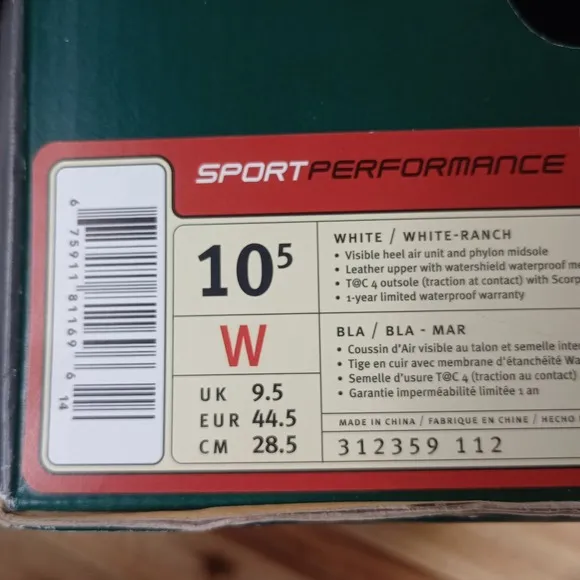 SPORTPERFORMANCE
6 75911 81169 6
14
10⁵
W
UK 9.5
EUR 44.5
CM 28.5
WHITE / WHITE-RANCH
• Visible heel air unit and phylon midsole
• Leather upper with watershield waterproof
• T@C 4 outsole (traction at contact) with
• 1-year limited waterproof warranty
BLA / BLA - MAR
• Coussin d'Air visible au talon et semelle
• Tige en cuir avec membrane d'étanchéité
• Semelle d'usure T@C 4 (traction au contact)
• Garantie imperméabilité limitée 1 an
MADE IN CHINA / FABRIQUE EN CHINE / HECHO
312359 112